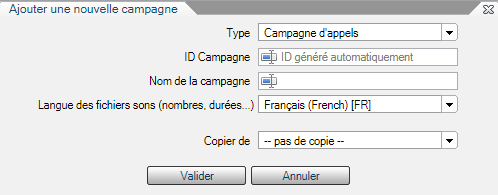 Ajouter une nouvelle campagne
Type Campagne d'appels
ID Campagne ID généré automatiquement
Nom de la campagne
Langue des fichiers sons (nombres, durées...) Français (French) [FR]
Copier de -- pas de copie --
Valider Annuler